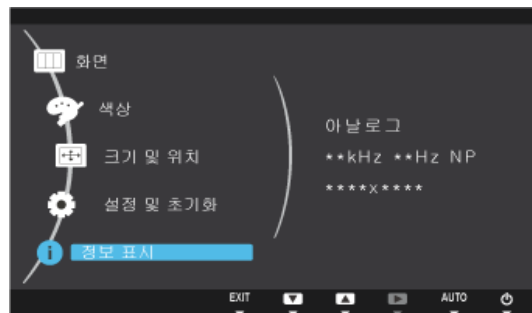 화면
색상
크기 및 위치
설정 및 초기화
정보 표시
아날로그
**kHz **Hz NP
****x****
EXIT
AUTO